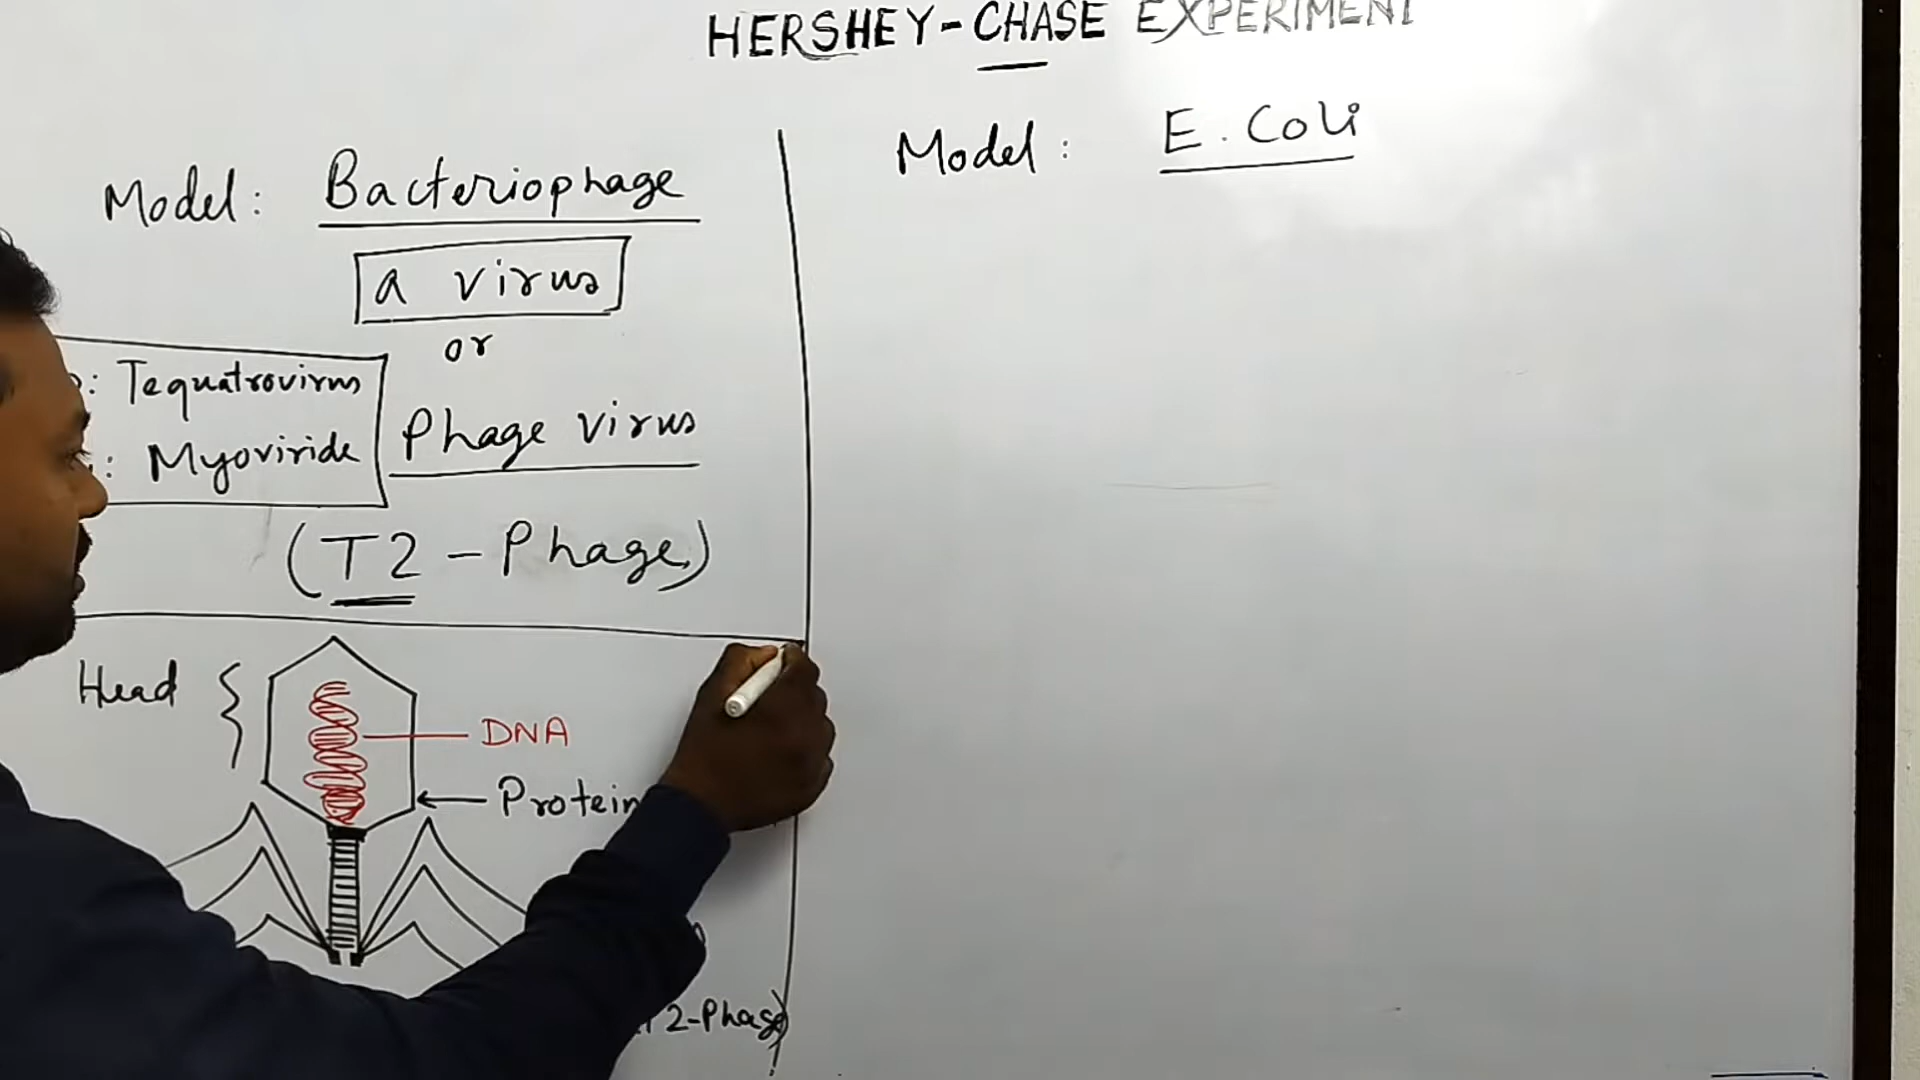 HERSHEY-CHASE EXPERIMENT
Model: Bacteriophage
a virus
or
: Tequatrovirus
: Myoviride
Phage virus
(T2 - Phage)
Head
DNA
Protein
2-Phage)
Model: E. Coli